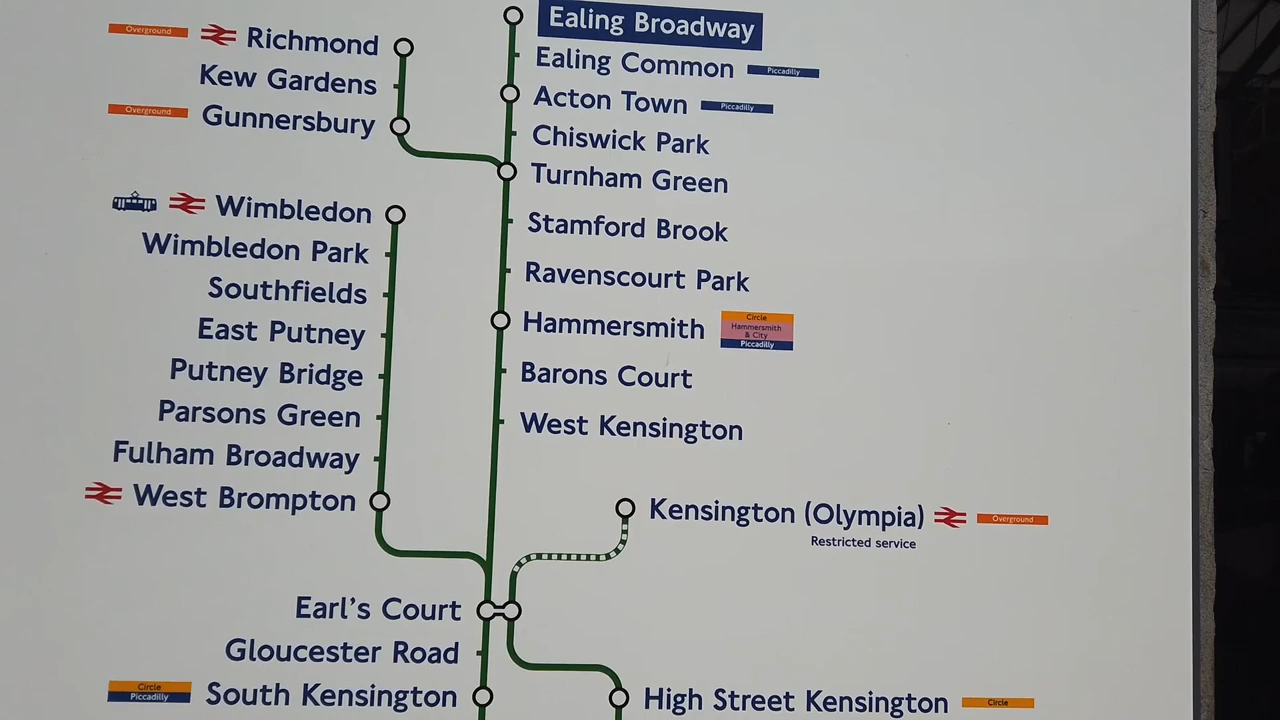 Ealing Broadway
Ealing Common Piccadilly
Acton Town Piccadilly
Chiswick Park
Turnham Green
Stamford Brook
Ravenscourt Park
Hammersmith
Circle
Hammersmith
& City
Piccadilly
Barons Court
West Kensington
Overground Richmond
Kew Gardens
Overground Gunnersbury
Wimbledon
Wimbledon Park
Southfields
East Putney
Putney Bridge
Parsons Green
Fulham Broadway
West Brompton
Kensington (Olympia) Overground
Restricted service
Earl's Court
Gloucester Road
Circle
Piccadilly
South Kensington
High Street Kensington Circle